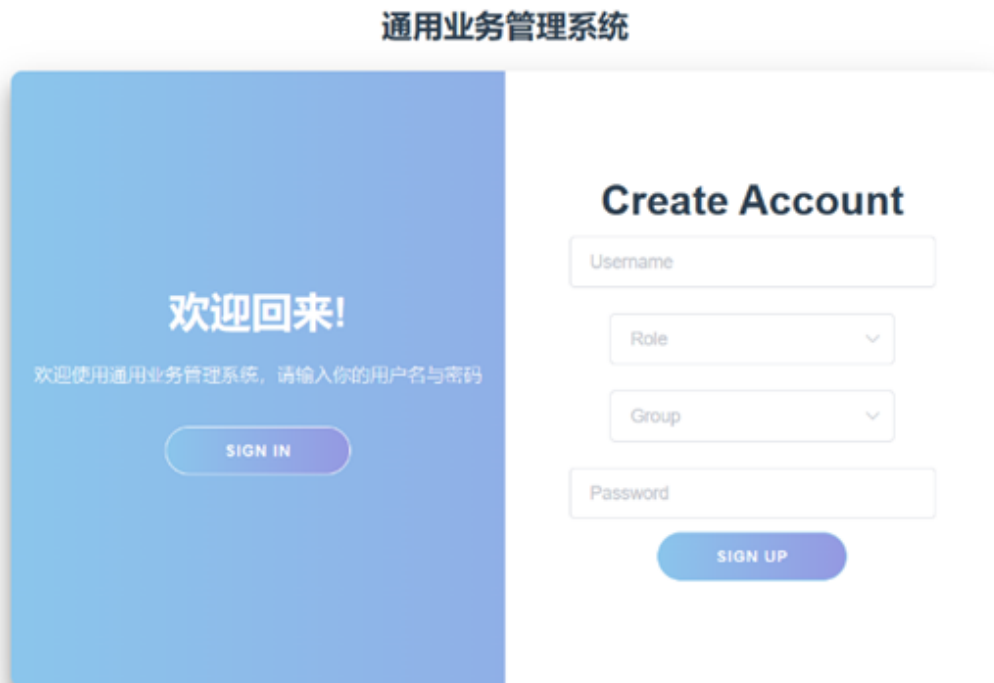 通用业务管理系统
欢迎回来!
欢迎使用通用业务管理系统，请输入你的用户名与密码
SIGN IN
Create Account
Username
Role
Group
Password
SIGN UP